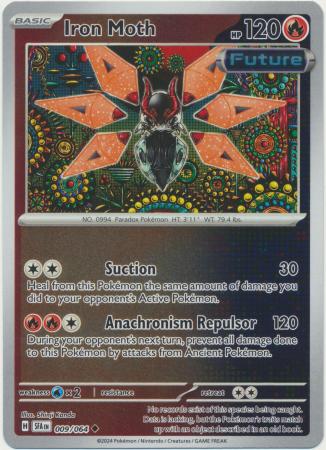 BASIC
Iron Moth
HP 120
Future
NO. 0994 Paradox Pokémon HT: 3'11" WT: 79.4 lbs.
Suction 30
Heal from this Pokémon the same amount of damage you
did to your opponent's Active Pokémon.
Anachronism Repulsor 120
During your opponent's next turn, prevent all damage done
to this Pokémon by attacks from Ancient Pokémon.
weakness ×2 resistance retreat
Illus. Shinji Kanda
H SFA EN 009/064
No records exist of this species being caught.
Data is lacking, but the Pokémon's traits match
up with an object described in an old book.
©2024 Pokémon / Nintendo / Creatures / GAME FREAK